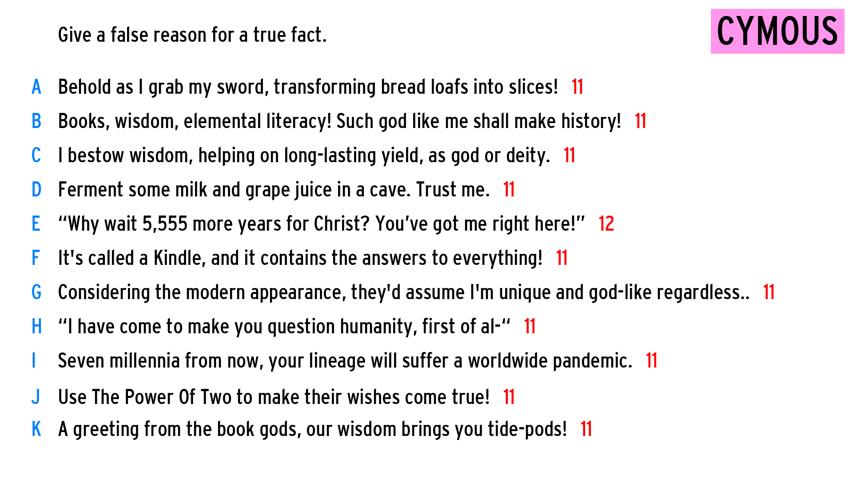 Give a false reason for a true fact.
CYMOUS
A Behold as I grab my sword, transforming bread loafs into slices! 11
B Books, wisdom, elemental literacy! Such god like me shall make history! 11
C I bestow wisdom, helping on long-lasting yield, as god or deity. 11
D Ferment some milk and grape juice in a cave. Trust me. 11
E “Why wait 5,555 more years for Christ? You’ve got me right here!” 12
F It's called a Kindle, and it contains the answers to everything! 11
G Considering the modern appearance, they'd assume I'm unique and god-like regardless.. 11
H “I have come to make you question humanity, first of al-“ 11
I Seven millennia from now, your lineage will suffer a worldwide pandemic. 11
J Use The Power Of Two to make their wishes come true! 11
K A greeting from the book gods, our wisdom brings you tide-pods! 11